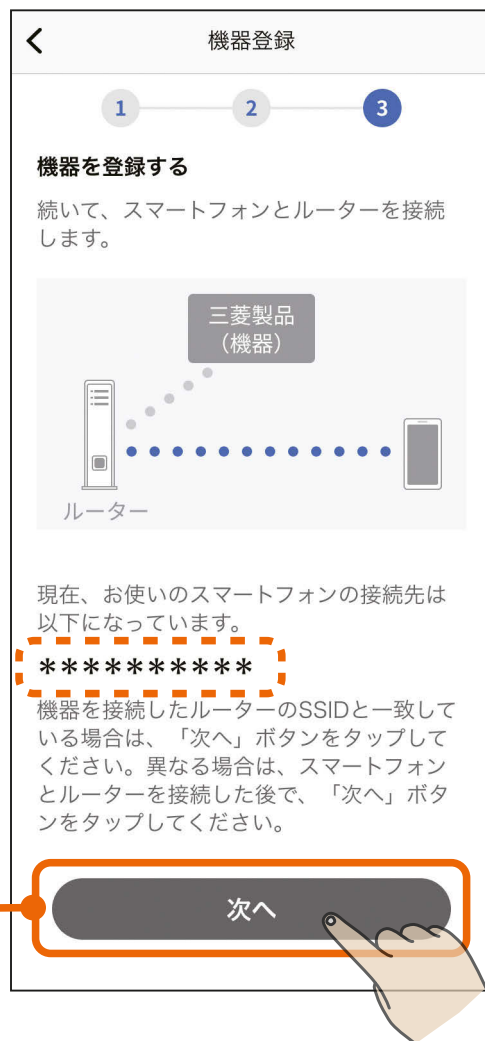 機器登録
1 2 3
機器を登録する
続いて、スマートフォンとルーターを接続
します。
三菱製品
（機器）
ルーター
現在、お使いのスマートフォンの接続先は
以下になっています。
**********
機器を接続したルーターのSSIDと一致して
いる場合は、「次へ」ボタンをタップして
ください。異なる場合は、スマートフォン
とルーターを接続した後で、「次へ」ボタ
ンをタップしてください。
次へ